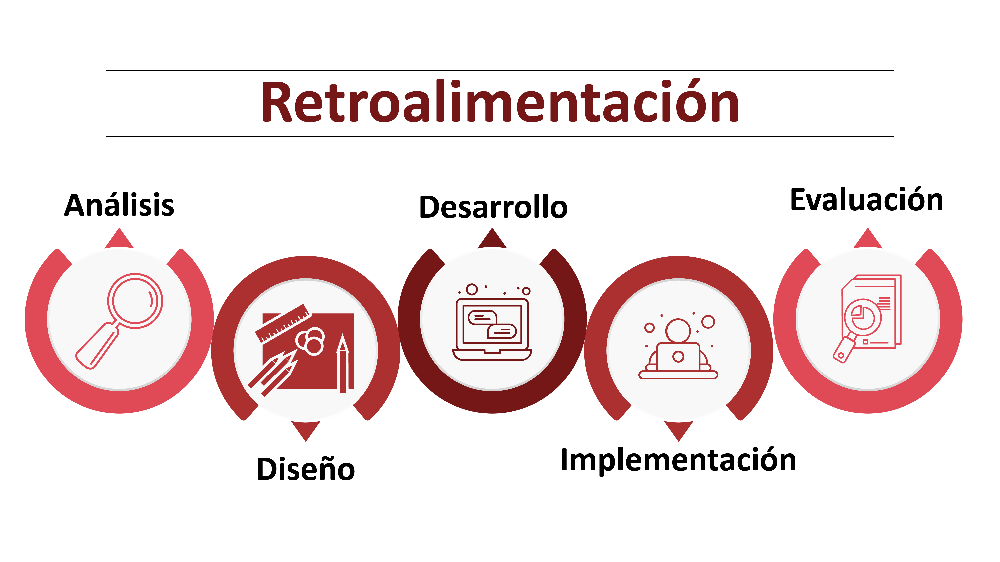 Retroalimentación
Análisis
Diseño
Desarrollo
Implementación
Evaluación